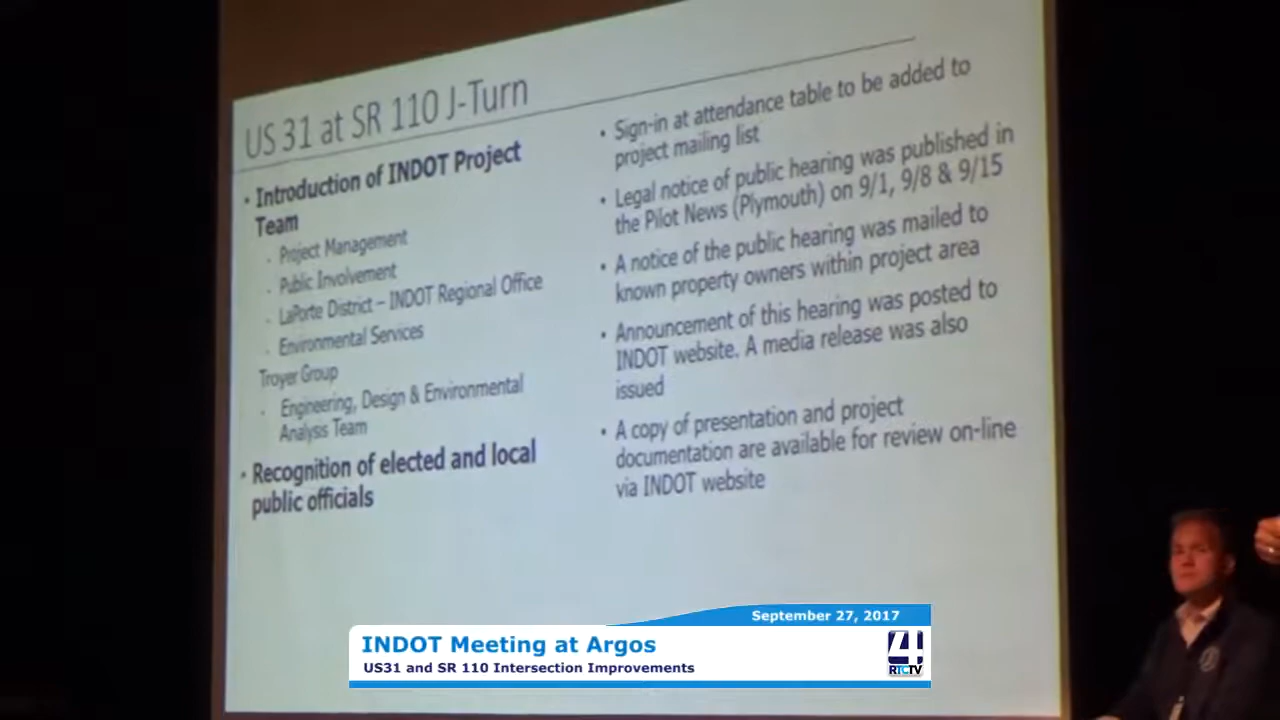 US 31 at SR 110 J-Turn
• Introduction of INDOT Project
Team
• Project Management
• Public Involvement
• LaPorte District – INDOT Regional Office
• Environmental Services
Troyer Group
• Engineering, Design & Environmental
Analysis Team
• Recognition of elected and local
public officials
• Sign-in at attendance table to be added to
project mailing list
• Legal notice of public hearing was published in
the Pilot News (Plymouth) on 9/1, 9/8 & 9/15
• A notice of the public hearing was mailed to
known property owners within project area
• Announcement of this hearing was posted to
INDOT website. A media release was also
issued
• A copy of presentation and project
documentation are available for review on-line
via INDOT website
September 27, 2017
INDOT Meeting at Argos
US31 and SR 110 Intersection Improvements
4
RTCTV